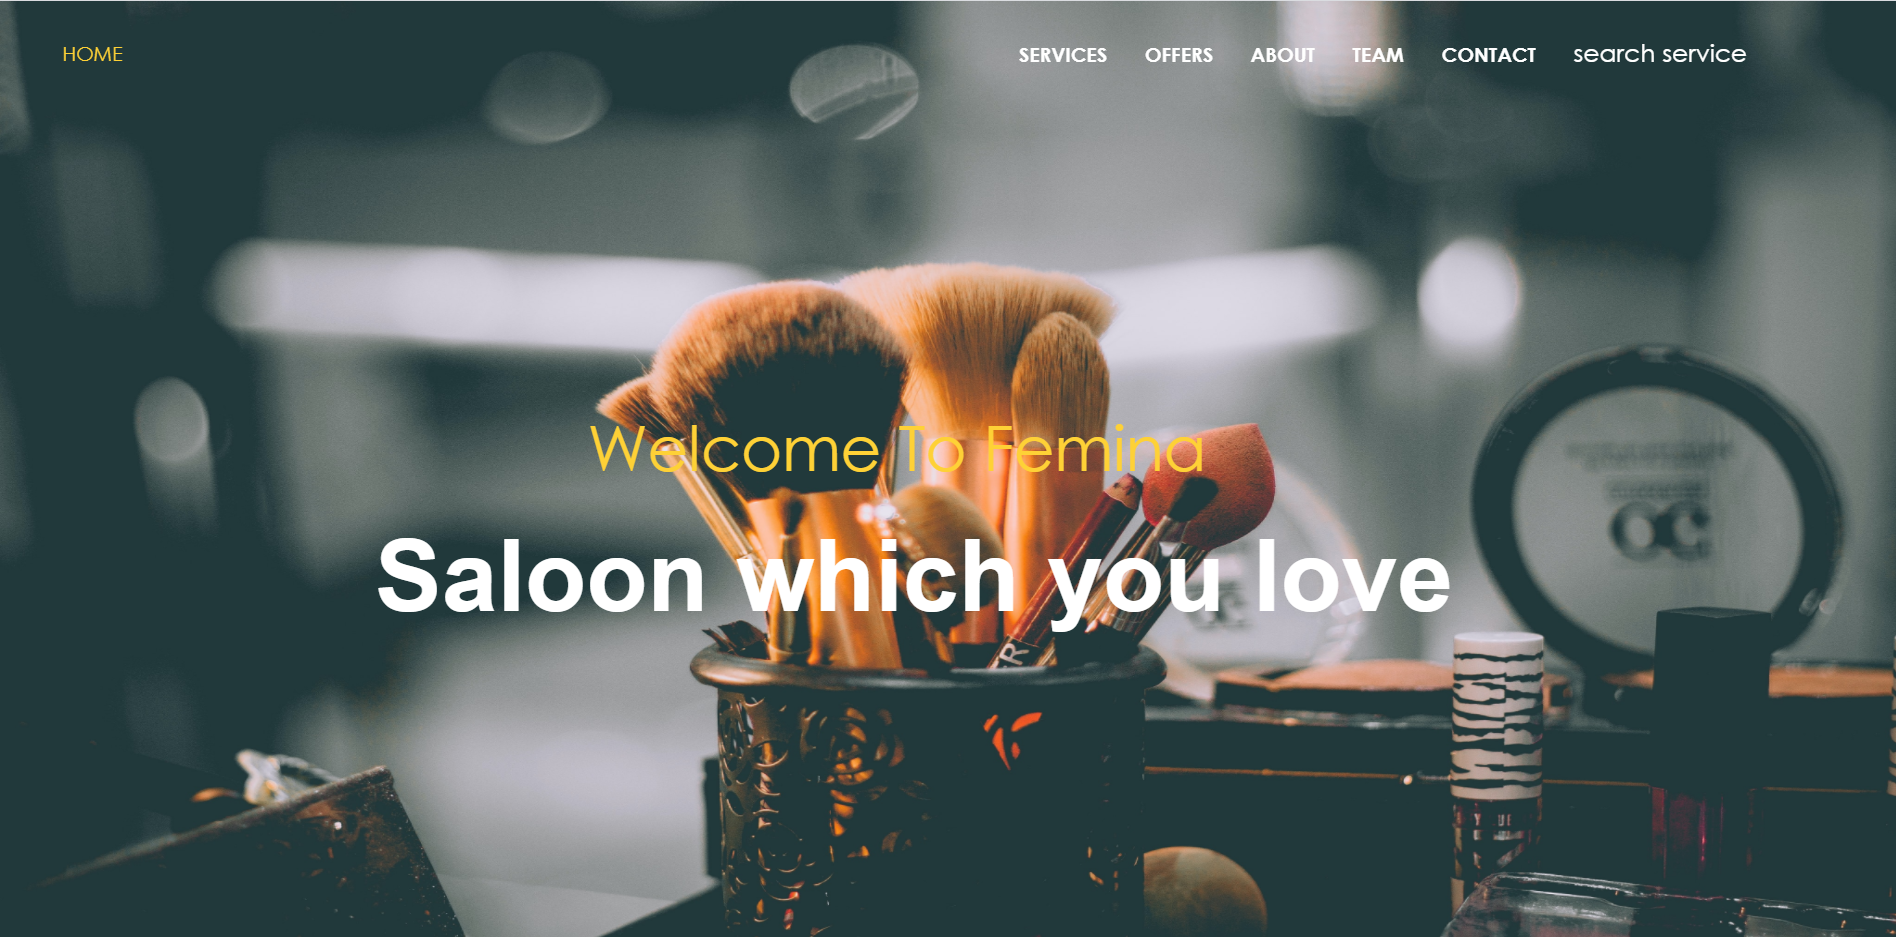 HOME SERVICES OFFERS ABOUT TEAM CONTACT search service
Welcome To Femina
Saloon which you love